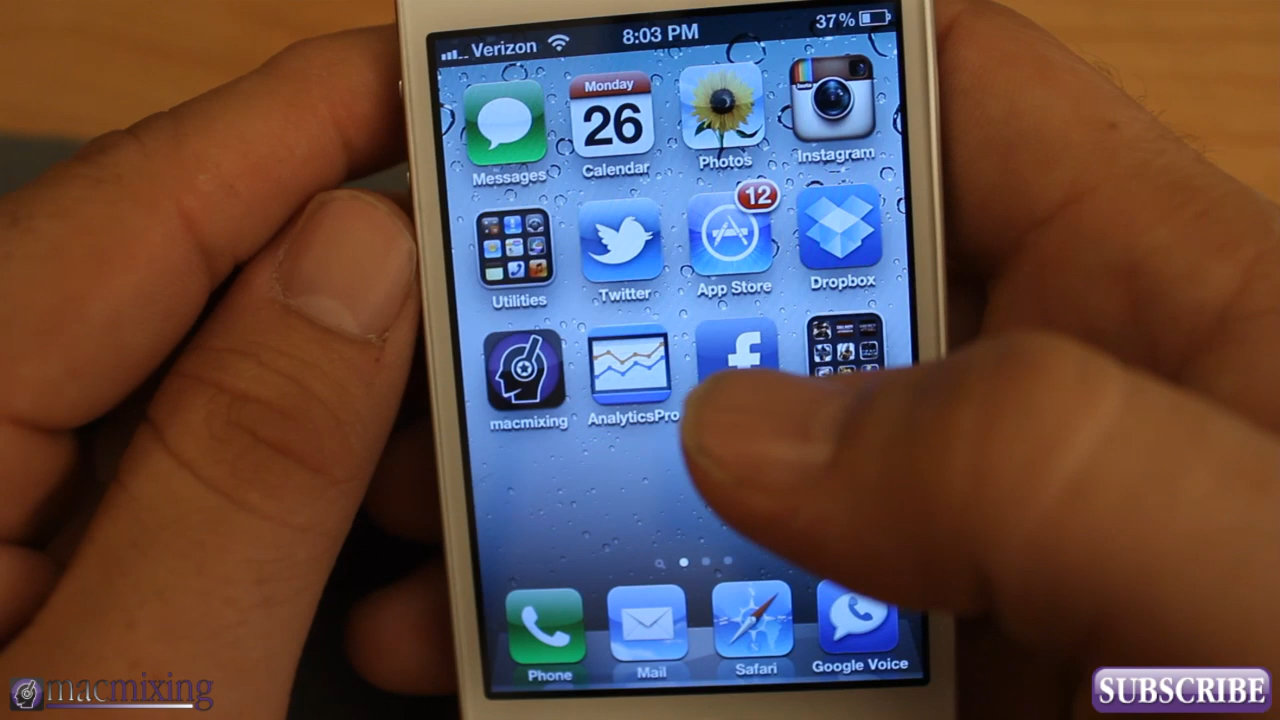 Verizon 8:03 PM 37%
Monday
26
Messages Calendar Photos Instagram
12
Utilities Twitter App Store Dropbox
macmixing AnalyticsPro
Phone Mail Safari Google Voice
macmixing
SUBSCRIBE